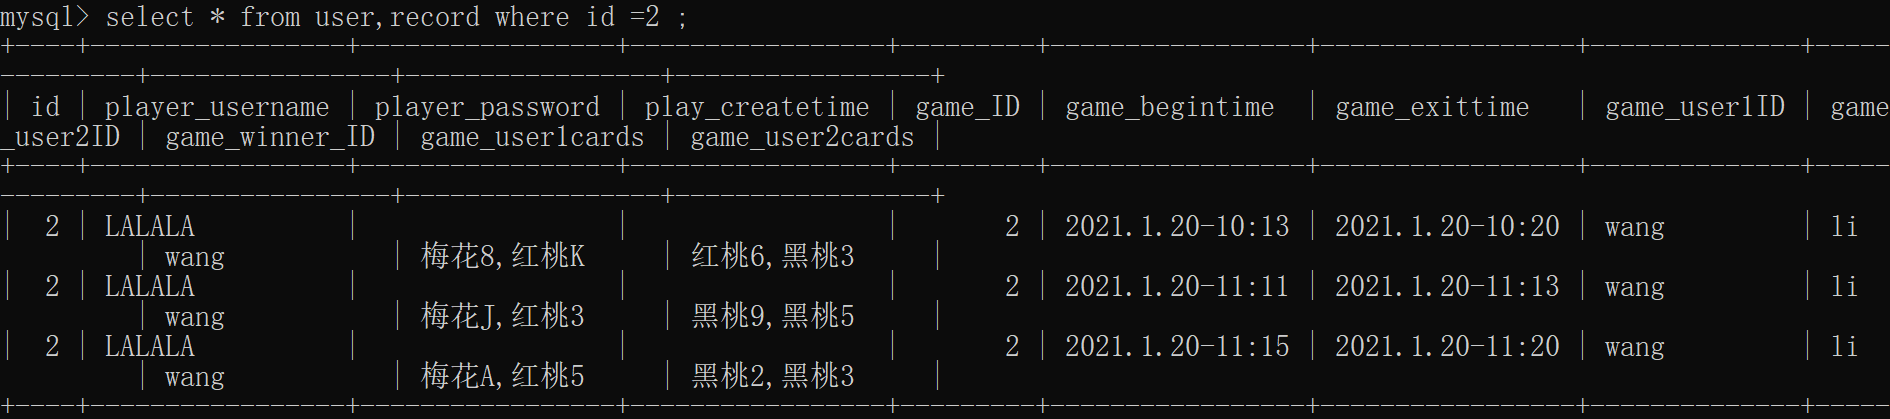 mysql> select * from user,record where id =2 ;
+----+-----------------+-----------------+-----------------+---------+-----------------+-----------------+--------------+-----
---------+----------------+-----------------+-----------------+
| id | player_username | player_password | play_createtime | game_ID | game_begintime  | game_exittime   | game_user1ID | game
_user2ID | game_winner_ID | game_user1cards | game_user2cards |
+----+-----------------+-----------------+-----------------+---------+-----------------+-----------------+--------------+-----
---------+----------------+-----------------+-----------------+
|  2 | LALALA          |                 |                 |       2 | 2021.1.20-10:13 | 2021.1.20-10:20 | wang         | li
         | wang           | 梅花8,红桃K     | 红桃6,黑桃3     |
|  2 | LALALA          |                 |                 |       2 | 2021.1.20-11:11 | 2021.1.20-11:13 | wang         | li
         | wang           | 梅花J,红桃3     | 黑桃9,黑桃5     |
|  2 | LALALA          |                 |                 |       2 | 2021.1.20-11:15 | 2021.1.20-11:20 | wang         | li
         | wang           | 梅花A,红桃5     | 黑桃2,黑桃3     |
+----+-----------------+-----------------+-----------------+---------+-----------------+-----------------+--------------+-----